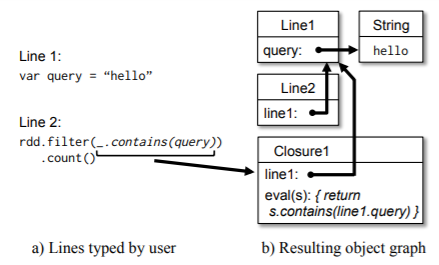 Line 1:
var query = “hello”
Line 2:
rdd.filter(_.contains(query))
.count()
a) Lines typed by user
Line1
query:
String
hello
Line2
line1:
Closure1
line1:
eval(s): { return
s.contains(line1.query) }
b) Resulting object graph